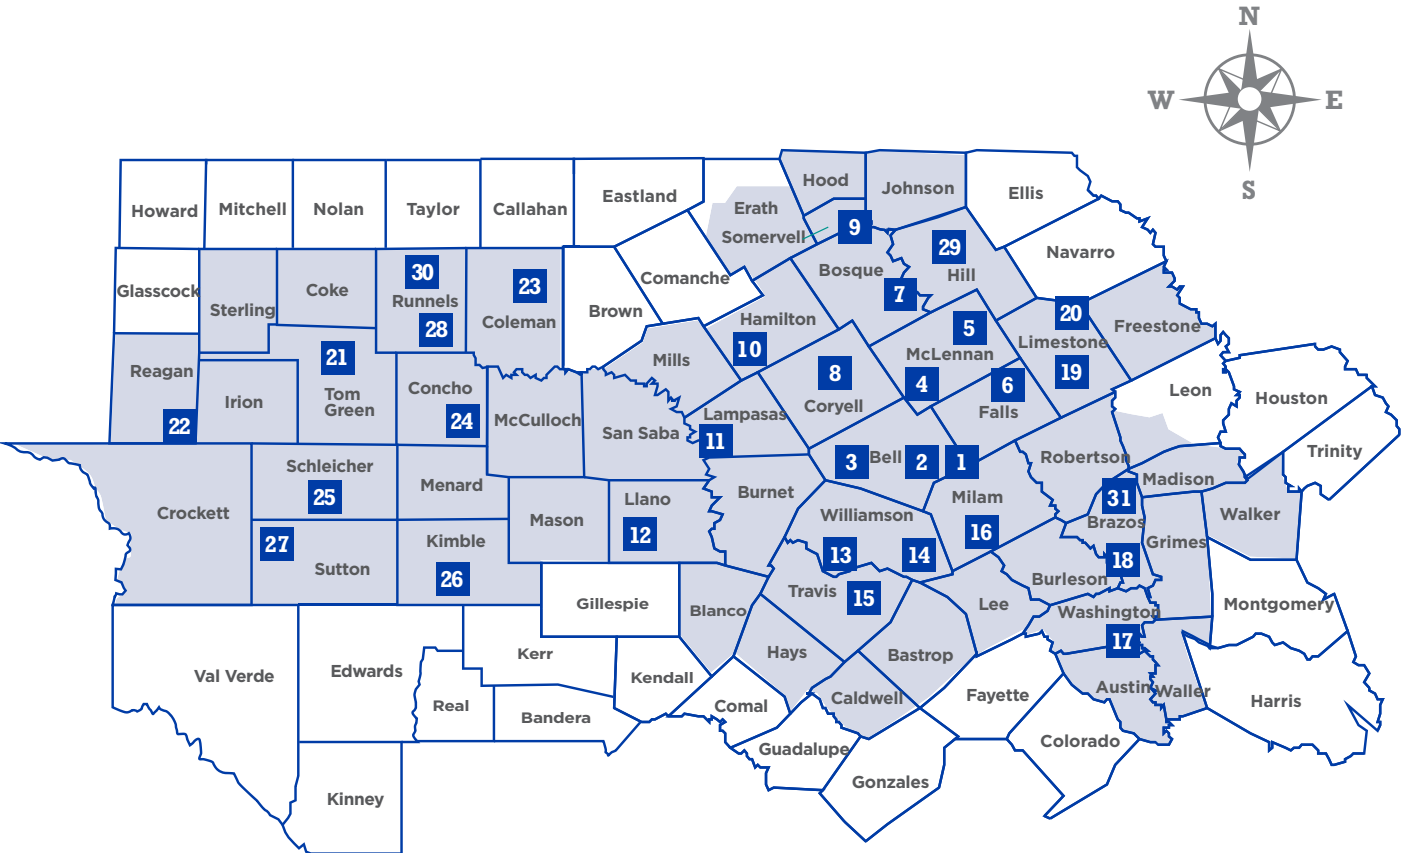 N
W
E
S
Hood
Johnson
Ellis
Eastland
Erath
Howard
Mitchell
Nolan
Taylor
Callahan
Somervell
9
29
Navarro
Bosque
Hill
30
23
Comanche
Glasscock
Coke
Runnels
7
Sterling
Brown
20
Coleman
28
Hamilton
5
Freestone
Limestone
10
McLennan
21
Mills
Reagan
8
19
4
6
Concho
Leon
Tom
Green
Irion
Houston
Coryell
Falls
Lampasas
22
24
McCulloch
San Saba
11
Trinity
3
Bell
2
1
Robertson
Schleicher
Madison
Menard
Burnet
25
Llano
Milam
31
Crockett
Mason
Williamson
Walker
Brazos
12
16
27
Kimble
Grimes
13
14
18
Sutton
26
Burleson
Travis
15
Gillespie
Lee
Montgomery
Blanco
Washington
17
Kerr
Hays
Bastrop
Val Verde
Edwards
Kendall
Austin
Waller
Caldwell
Fayette
Harris
Real
Comal
Bandera
Colorado
Guadalupe
Gonzales
Kinney